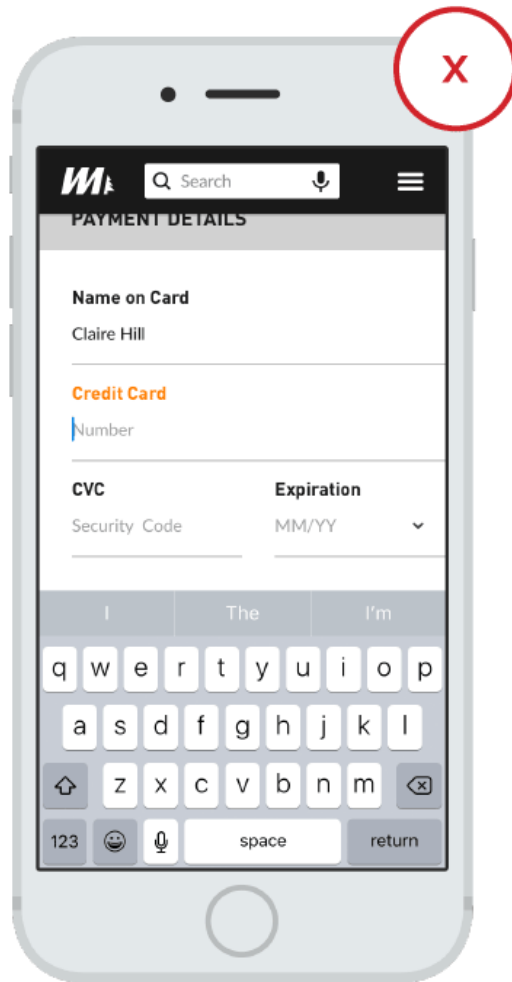 X
M Search
PAYMENT DETAILS
Name on Card
Claire Hill
Credit Card
Number
CVC Expiration
Security Code MM/YY
I The I'm
q w e r t y u i o p
a s d f g h j k l
z x c v b n m
123 space return